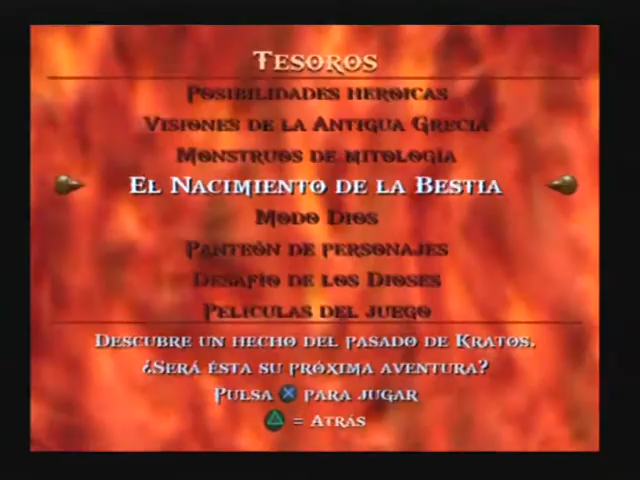 Tesoros
Posibilidades heroicas
Visiones de la Antigua Grecia
Monstruos de mitología
El Nacimiento de la Bestia
Modo Dios
Panteón de personajes
Desafío de los Dioses
Películas del juego
Descubre un hecho del pasado de Kratos.
¿Será ésta su próxima aventura?
Pulsa X para jugar
= Atrás